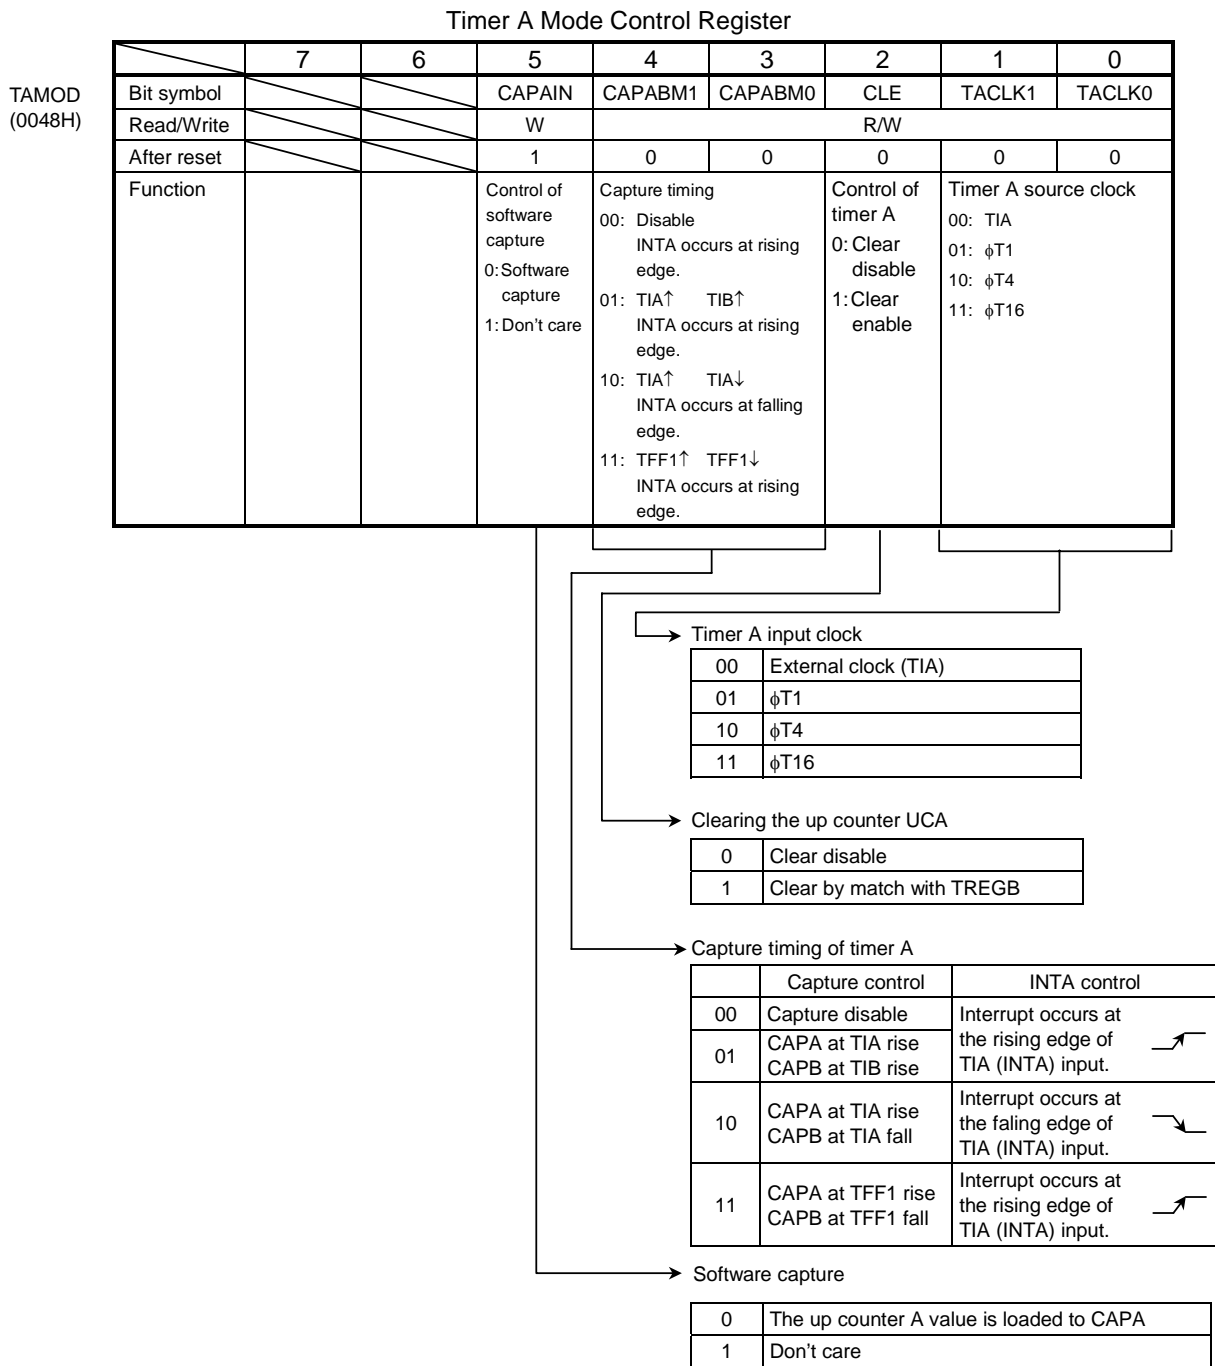 Timer A Mode Control Register
7 6 5 4 3 2 1 0
TAMOD
(0048H)
Bit symbol CAPAIN CAPABM1 CAPABM0 CLE TACLK1 TACLK0
Read/Write W R/W
After reset 1 0 0 0 0 0
Function
Control of
software
capture
0: Software
capture
1: Don't care
Capture timing
00: Disable
INTA occurs at rising
edge.
01: TIA↑ TIB↑
INTA occurs at rising
edge.
10: TIA↑ TIA↓
INTA occurs at falling
edge.
11: TFF1↑ TFF1↓
INTA occurs at rising
edge.
Control of
timer A
0: Clear
disable
1: Clear
enable
Timer A source clock
00: TIA
01: ϕT1
10: ϕT4
11: ϕT16
Timer A input clock
00 External clock (TIA)
01 ϕT1
10 ϕT4
11 ϕT16
Clearing the up counter UCA
0 Clear disable
1 Clear by match with TREGB
Capture timing of timer A
Capture control INTA control
00 Capture disable
01 CAPA at TIA rise
CAPB at TIB rise
Interrupt occurs at
the rising edge of
TIA (INTA) input.
10 CAPA at TIA rise
CAPB at TIA fall
Interrupt occurs at
the faling edge of
TIA (INTA) input.
11 CAPA at TFF1 rise
CAPB at TFF1 fall
Interrupt occurs at
the rising edge of
TIA (INTA) input.
Software capture
0 The up counter A value is loaded to CAPA
1 Don't care